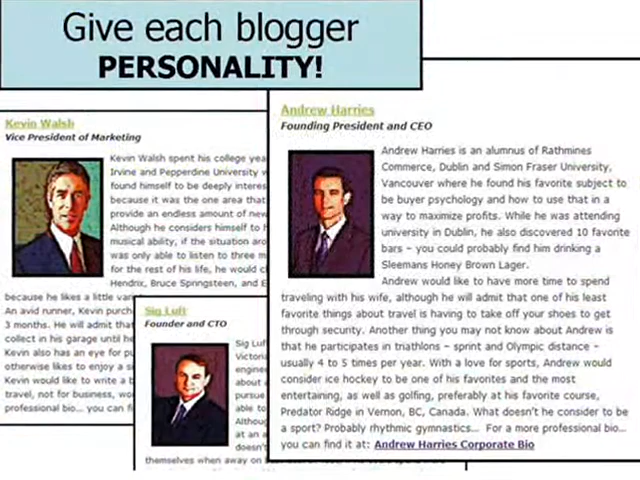 Give each blogger
PERSONALITY!
Kevin Walsh
Vice President of Marketing
Kevin Walsh spent his college yea
Irvine and Pepperdine University w
found himself to be deeply interes
because it was the one area that
provide an endless amount of new
Although he considers himself to h
musical ability, if the situation aro
was only able to listen to three m
for the rest of his life, he would c
Hendrix, Bruce Springsteen, and E
because he likes a little var
An avid runner, Kevin purch
3 months. He will admit that
collect in his garage until he
Kevin also has an eye for pu
otherwise likes to enjoy a s
Kevin would like to write a b
travel, not for business, wo
professional bio... you can fi
Sig Luft
Founder and CTO
Sig Luf
Victoria
engine
about a
pursue
able to
Althoug
at an a
doesn't
themselves when away on
Andrew Harries
Founding President and CEO
Andrew Harries is an alumnus of Rathmines
Commerce, Dublin and Simon Fraser University,
Vancouver where he found his favorite subject to
be buyer psychology and how to use that in a
way to maximize profits. While he was attending
university in Dublin, he also discovered 10 favorite
bars – you could probably find him drinking a
Sleemans Honey Brown Lager.
Andrew would like to have more time to spend
traveling with his wife, although he will admit that one of his least
favorite things about travel is having to take off your shoes to get
through security. Another thing you may not know about Andrew is
that he participates in triathlons – sprint and Olympic distance –
usually 4 to 5 times per year. With a love for sports, Andrew would
consider ice hockey to be one of his favorites and the most
entertaining, as well as golfing, preferably at his favorite course,
Predator Ridge in Vernon, BC, Canada. What doesn't he consider to be
a sport? Probably rhythmic gymnastics... For a more professional bio...
you can find it at: Andrew Harries Corporate Bio